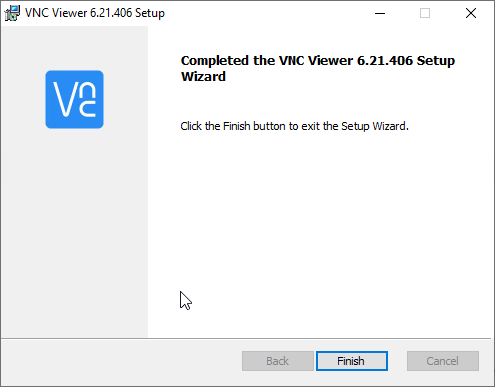 VNC Viewer 6.21.406 Setup
Completed the VNC Viewer 6.21.406 Setup
Wizard
Vnc
Click the Finish button to exit the Setup Wizard.
Back
Finish
Cancel